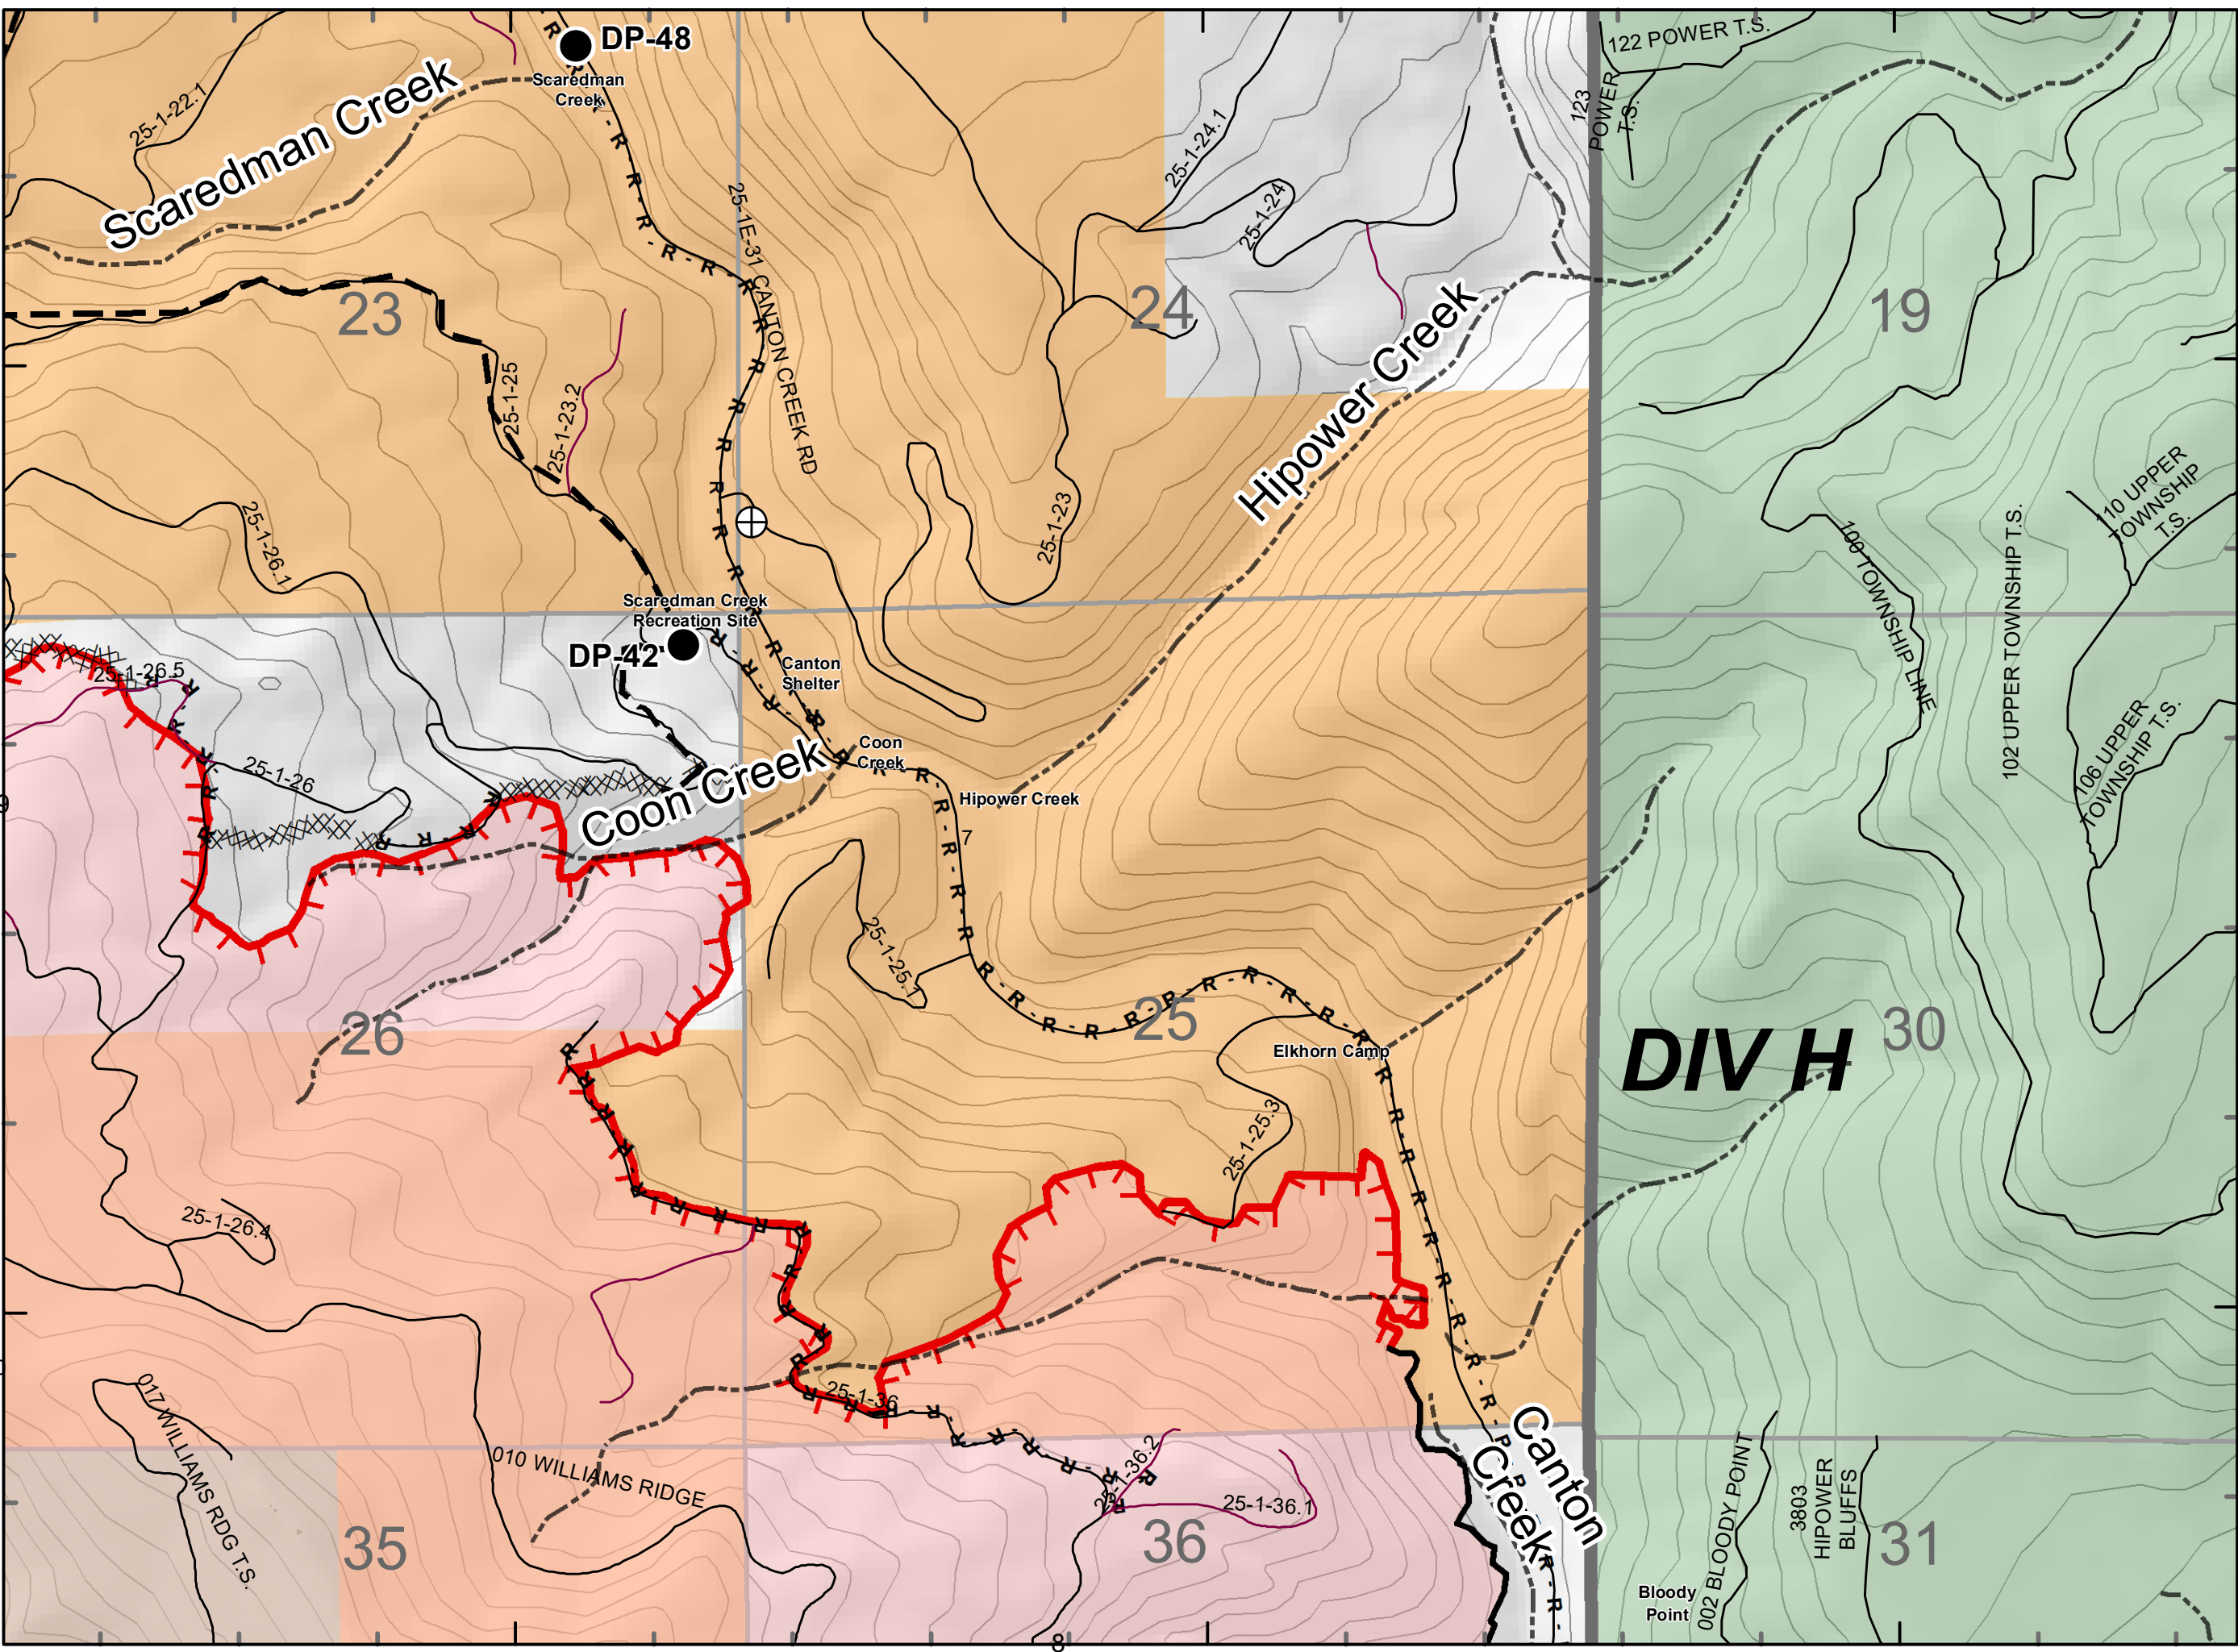 DP-48
Scaredman
Creek
122 POWER T.S.
123
POWER
T.S.
25-1-22.1
Scaredman Creek
25-1-24.1
25-1-24
25-1E-31 CANTON CREEK RD
23
24
19
Hipower Creek
25-1-25
25-1-23.2
25-1-26.1
25-1-23
110 UPPER
TOWNSHIP
T.S.
100 TOWNSHIP LINE
102 UPPER TOWNSHIP T.S.
106 UPPER
TOWNSHIP T.S.
Scaredman Creek
Recreation Site
DP-42
Canton
Shelter
25-1-26.5
25-1-26
Coon Creek
Coon
Creek
Hipower Creek
7
9
25-1-25.1
26
25
30
DIV H
Elkhorn Camp
25-1-25.3
25-1-26.4
25-1-36
017 WILLIAMS RDG T.S.
010 WILLIAMS RIDGE
25-1-36.2
25-1-36.1
Canton
Creek
35
36
31
002 BLOODY POINT
3803
HIPOWER
BLUFFS
Bloody
Point
8